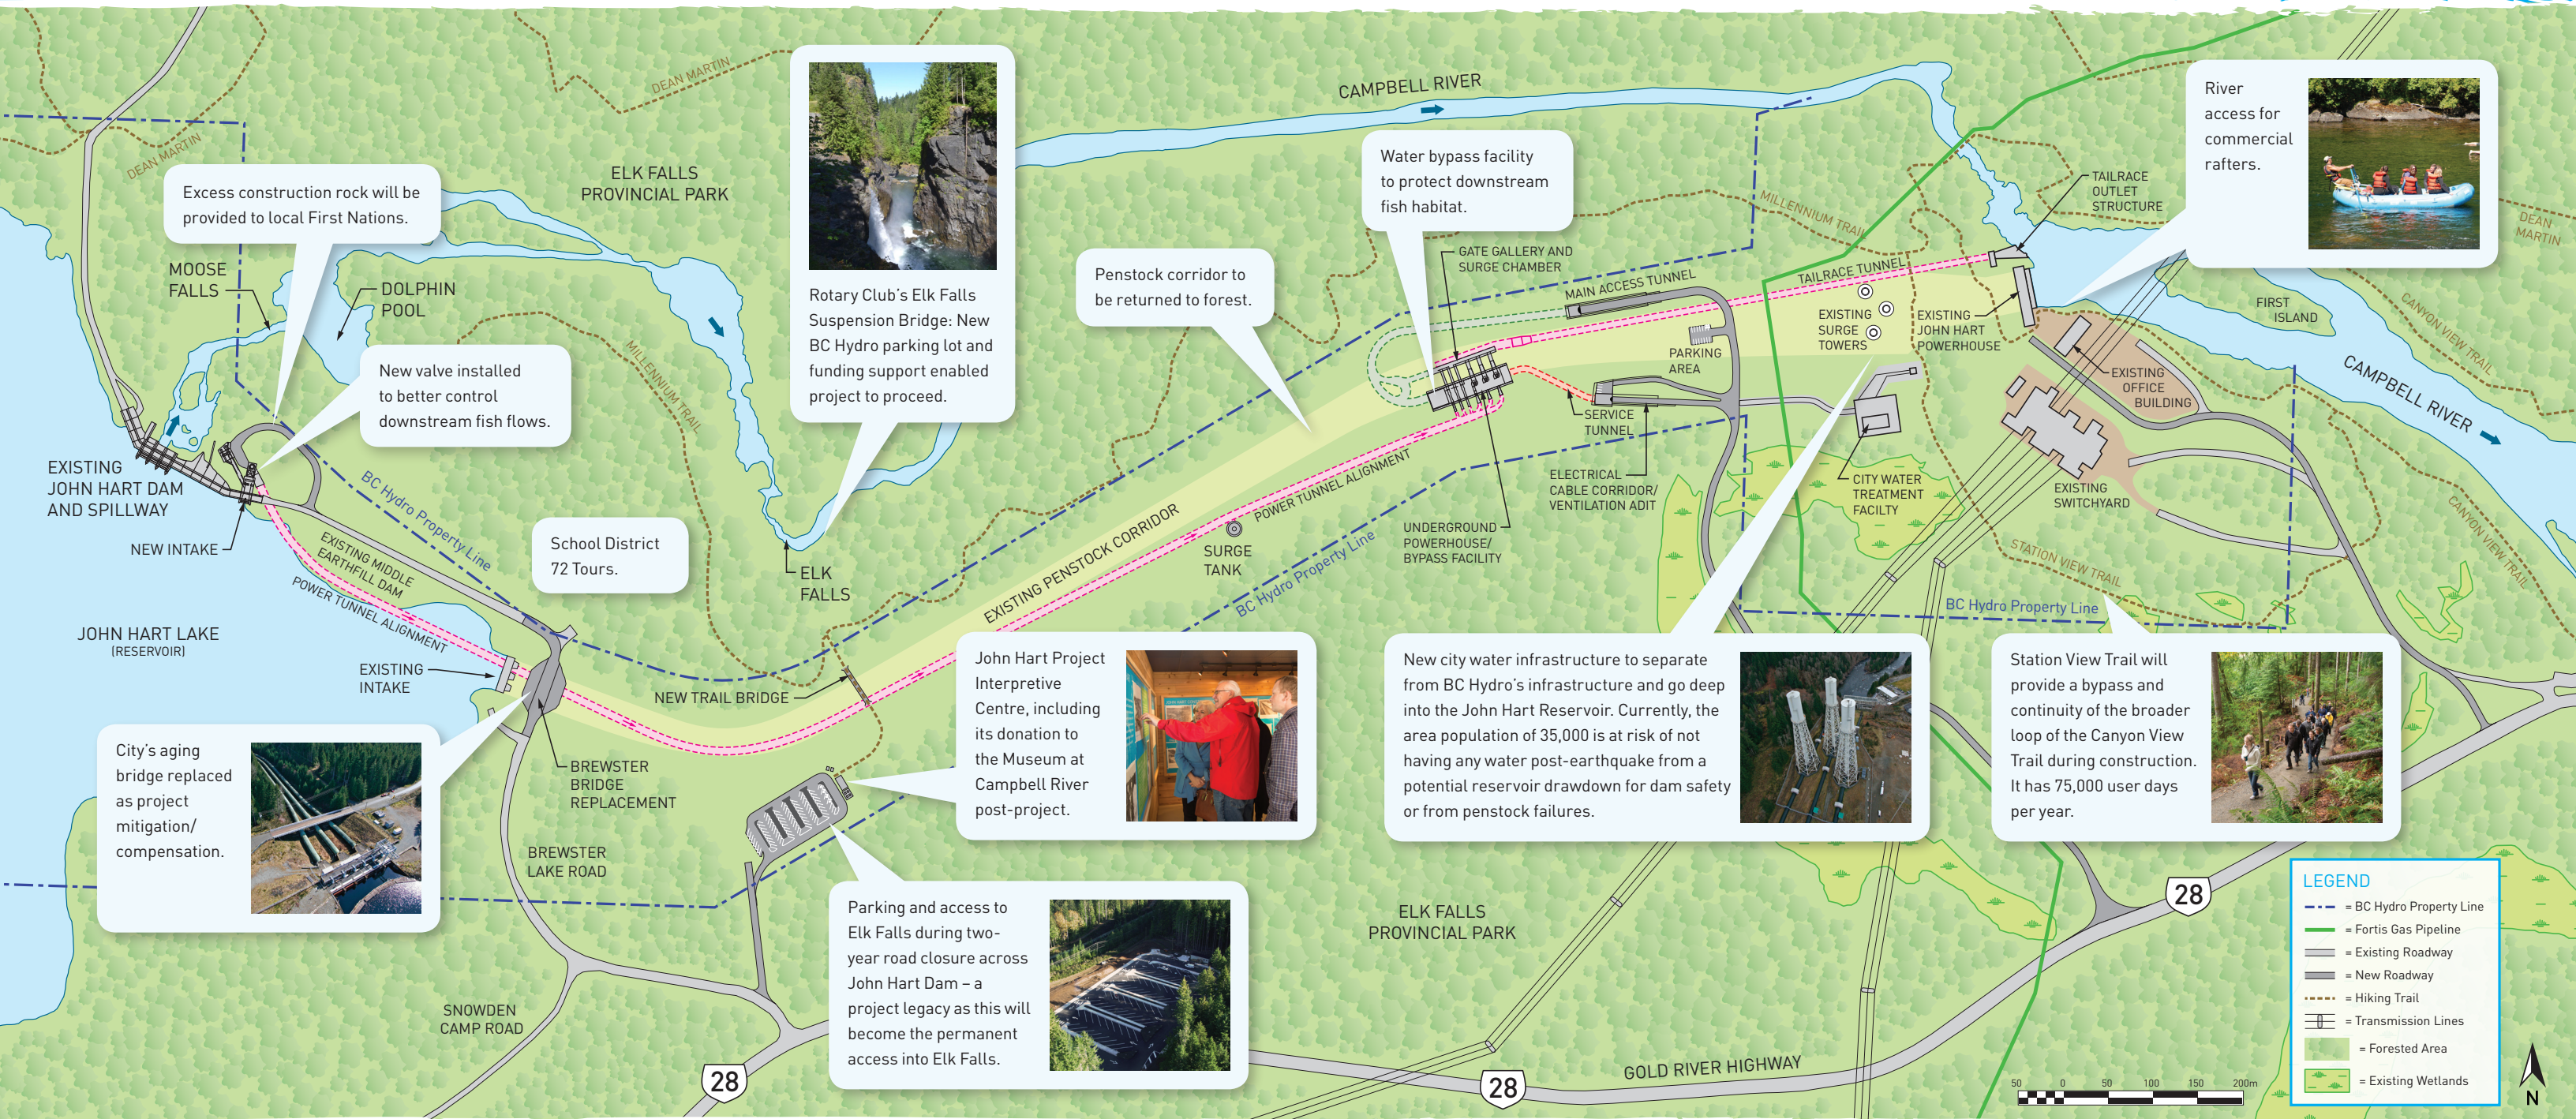 DEAN MARTIN
DEAN MARTIN
ELK FALLS
PROVINCIAL PARK
Excess construction rock will be
provided to local First Nations.
MOOSE
FALLS
DOLPHIN
POOL
New valve installed
to better control
downstream fish flows.
MILLENNIUM TRAIL
EXISTING
JOHN HART DAM
AND SPILLWAY
NEW INTAKE
BC Hydro Property Line
EXISTING MIDDLE
EARTHFILL DAM
POWER TUNNEL ALIGNMENT
JOHN HART LAKE
(RESERVOIR)
EXISTING
INTAKE
School District
72 Tours.
Rotary Club's Elk Falls
Suspension Bridge: New
BC Hydro parking lot and
funding support enabled
project to proceed.
ELK
FALLS
NEW TRAIL BRIDGE
City's aging
bridge replaced
as project
mitigation/
compensation.
BREWSTER
BRIDGE
REPLACEMENT
BREWSTER
LAKE ROAD
SNOWDEN
CAMP ROAD
28
Parking and access to
Elk Falls during two-
year road closure across
John Hart Dam – a
project legacy as this will
become the permanent
access into Elk Falls.
John Hart Project
Interpretive
Centre, including
its donation to
the Museum at
Campbell River
post-project.
CAMPBELL RIVER
Penstock corridor to
be returned to forest.
Water bypass facility
to protect downstream
fish habitat.
GATE GALLERY AND
SURGE CHAMBER
MAIN ACCESS TUNNEL
TAILRACE TUNNEL
MILLENNIUM TRAIL
PARKING
AREA
SERVICE
TUNNEL
ELECTRICAL
CABLE CORRIDOR/
VENTILATION ADIT
UNDERGROUND
POWERHOUSE/
BYPASS FACILITY
EXISTING PENSTOCK CORRIDOR
POWER TUNNEL ALIGNMENT
SURGE
TANK
BC Hydro Property Line
EXISTING
SURGE
TOWERS
EXISTING
JOHN HART
POWERHOUSE
TAILRACE
OUTLET
STRUCTURE
River
access for
commercial
rafters.
DEAN
MARTIN
CANYON VIEW TRAIL
FIRST
ISLAND
CAMPBELL RIVER
EXISTING
OFFICE
BUILDING
EXISTING
SWITCHYARD
CITY WATER
TREATMENT
FACILTY
STATION VIEW TRAIL
CANYON VIEW TRAIL
BC Hydro Property Line
New city water infrastructure to separate
from BC Hydro's infrastructure and go deep
into the John Hart Reservoir. Currently, the
area population of 35,000 is at risk of not
having any water post-earthquake from a
potential reservoir drawdown for dam safety
or from penstock failures.
Station View Trail will
provide a bypass and
continuity of the broader
loop of the Canyon View
Trail during construction.
It has 75,000 user days
per year.
ELK FALLS
PROVINCIAL PARK
28
GOLD RIVER HIGHWAY
28
LEGEND
= BC Hydro Property Line
= Fortis Gas Pipeline
= Existing Roadway
= New Roadway
= Hiking Trail
= Transmission Lines
= Forested Area
= Existing Wetlands
50 0 50 100 150 200m
N